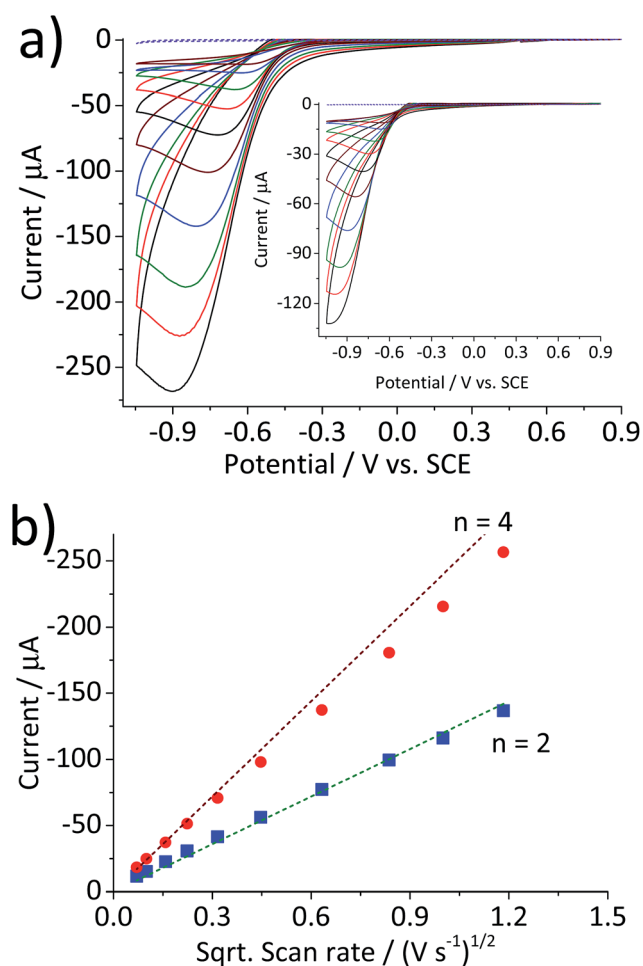 a)
0
-50
-100
-150
-200
-250
Current / μA
-0.9 -0.6 -0.3 0.0 0.3 0.6 0.9
Potential / V vs. SCE
0
-30
-60
-90
-120
Current / μA
-0.9 -0.6 -0.3 0.0 0.3 0.6 0.9
Potential / V vs. SCE
b)
n = 4
n = 2
-250
-200
-150
-100
-50
0
Current / μA
0.0 0.3 0.6 0.9 1.2 1.5
Sqrt. Scan rate / (V s⁻¹)¹ᐟ²